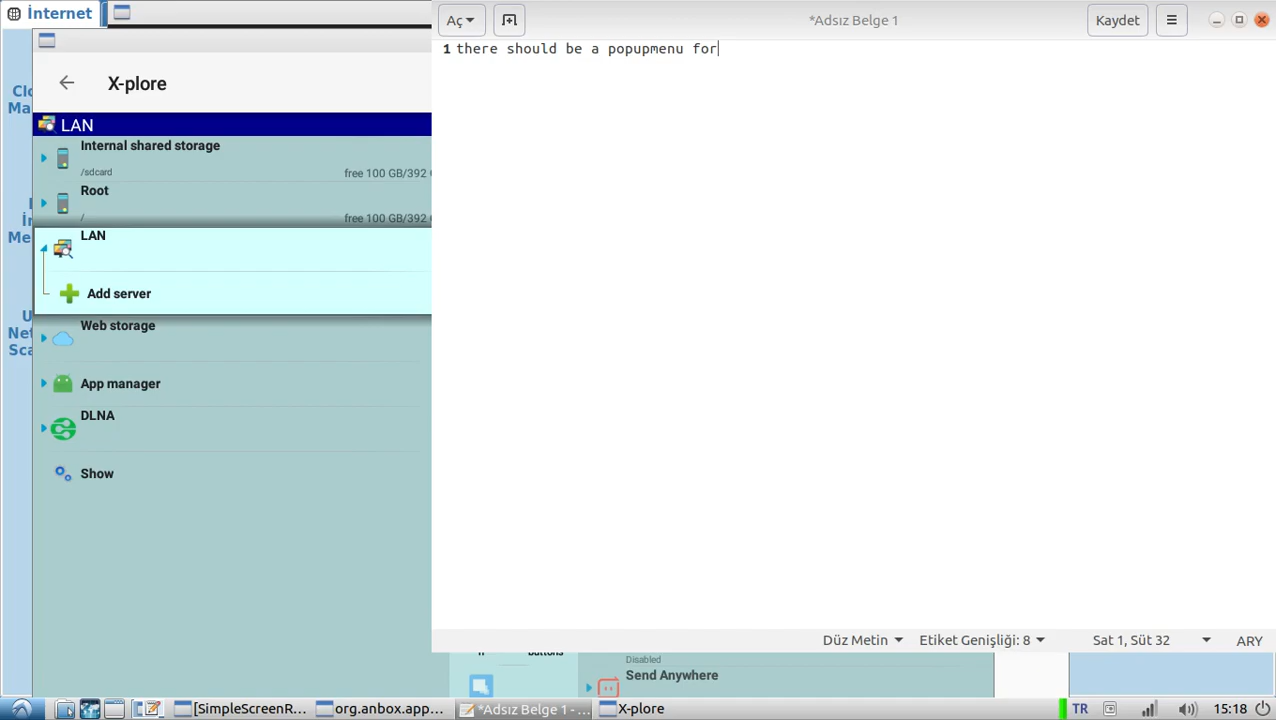 İnternet
Aç
*Adsız Belge 1
Kaydet
1 there should be a popupmenu for
X-plore
LAN
Internal shared storage
/sdcard
free 100 GB/392
Root
/
free 100 GB/392
LAN
Add server
Web storage
App manager
DLNA
Show
Düz Metin
Etiket Genişliği: 8
Sat 1, Süt 32
ARY
buttons
Disabled
Send Anywhere
[SimpleScreenR...
org.anbox.app...
*Adsız Belge 1 -...
X-plore
TR
15:18